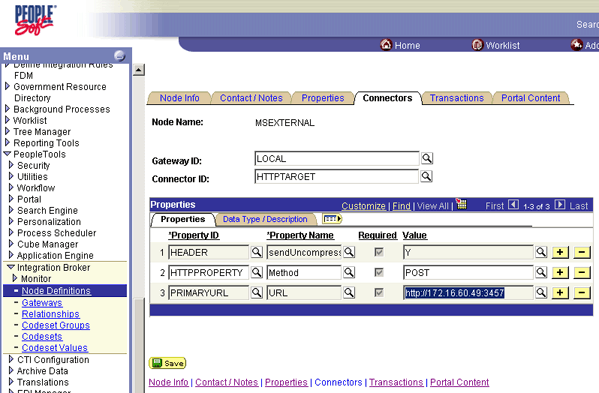 PEOPLE
Soft
Home
Worklist
Menu
Define Integration Rules
FDM
Government Resource
Directory
Background Processes
Worklist
Tree Manager
Reporting Tools
PeopleTools
Security
Utilities
Workflow
Portal
Search Engine
Personalization
Process Scheduler
Cube Manager
Application Engine
Integration Broker
Monitor
Node Definitions
Gateways
Relationships
Codeset Groups
Codesets
Codeset Values
CTI Configuration
Archive Data
Translations
EDI Manager
Node Info
Contact / Notes
Properties
Connectors
Transactions
Portal Content
Node Name: MSEXTERNAL
Gateway ID: LOCAL
Connector ID: HTTPTARGET
Properties Customize | Find | View All | First 1-3 of 3 Last
Properties Data Type / Description
*Property ID *Property Name Required Value
1 HEADER sendUncompress Y
2 HTTPPROPERTY Method POST
3 PRIMARYURL URL http://172.16.60.49:3457
Save
Node Info | Contact / Notes | Properties | Connectors | Transactions | Portal Content